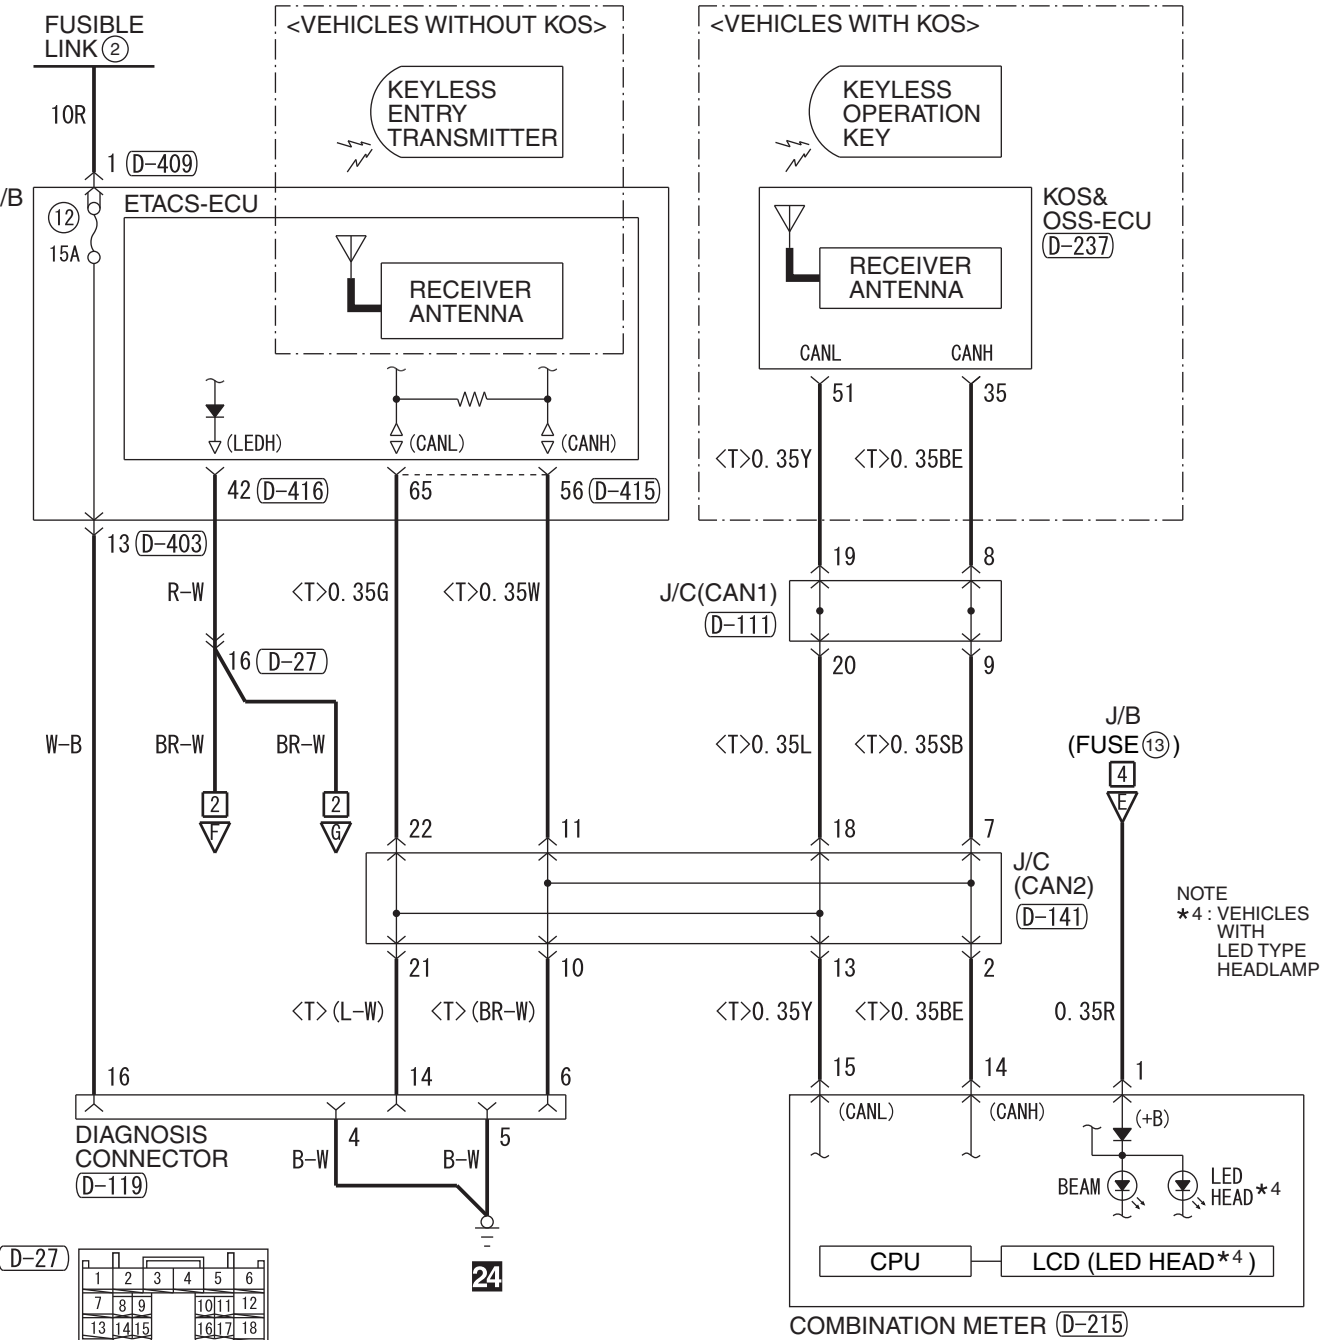 FUSIBLE
LINK ②
10R
1 D-409
/B
⑫
15A
<VEHICLES WITHOUT KOS>
KEYLESS
ENTRY
TRANSMITTER
ETACS-ECU
RECEIVER
ANTENNA
(LEDH)
(CANL)
(CANH)
42 D-416
65
56 D-415
<VEHICLES WITH KOS>
KEYLESS
OPERATION
KEY
KOS&
OSS-ECU
D-237
RECEIVER
ANTENNA
CANL
CANH
51
35
<T>0.35Y
<T>0.35BE
13 D-403
R-W
<T>0.35G
<T>0.35W
19
8
J/C(CAN1)
D-111
20
9
16 D-27
W-B
BR-W
BR-W
<T>0.35L
<T>0.35SB
J/B
(FUSE⑬)
4
E
2
F
2
G
22
11
18
7
J/C
(CAN2)
D-141
NOTE
*4 : VEHICLES
WITH
LED TYPE
HEADLAMP
21
10
13
2
<T>(L-W)
<T>(BR-W)
<T>0.35Y
<T>0.35BE
0.35R
16
14
6
15
14
1
(CANL)
(CANH)
(+B)
DIAGNOSIS
CONNECTOR
D-119
4
5
B-W
B-W
24
BEAM
LED
HEAD*4
CPU
LCD (LED HEAD*4 )
COMBINATION METER D-215
D-27
1 2 3 4 5 6
7 8 9 10 11 12
13 14 15 16 17 18